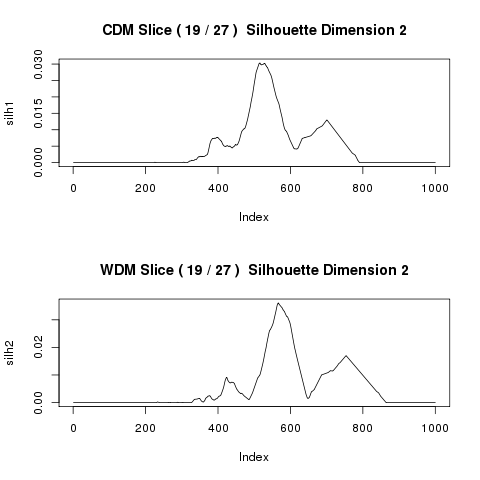 CDM Slice ( 19 / 27 )  Silhouette Dimension 2
silh1
0.030
0.015
0.000
0 200 400 600 800 1000
Index
WDM Slice ( 19 / 27 )  Silhouette Dimension 2
silh2
0.02
0.00
0 200 400 600 800 1000
Index